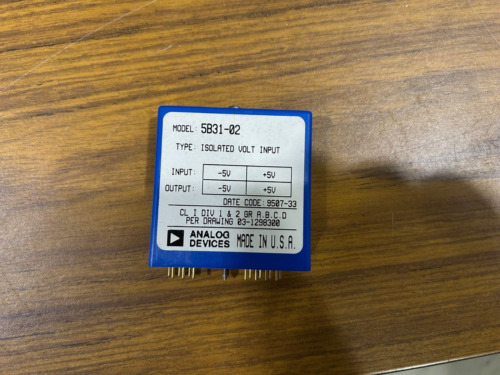 MODEL: 5B31-02
TYPE: ISOLATED VOLT INPUT
INPUT: -5V +5V
OUTPUT: -5V +5V
DATE CODE: 9507-33
CL I DIV 1 & 2 GR A.B.C.D
PER DRAWING 03-1298300
ANALOG DEVICES MADE IN U.S.A.